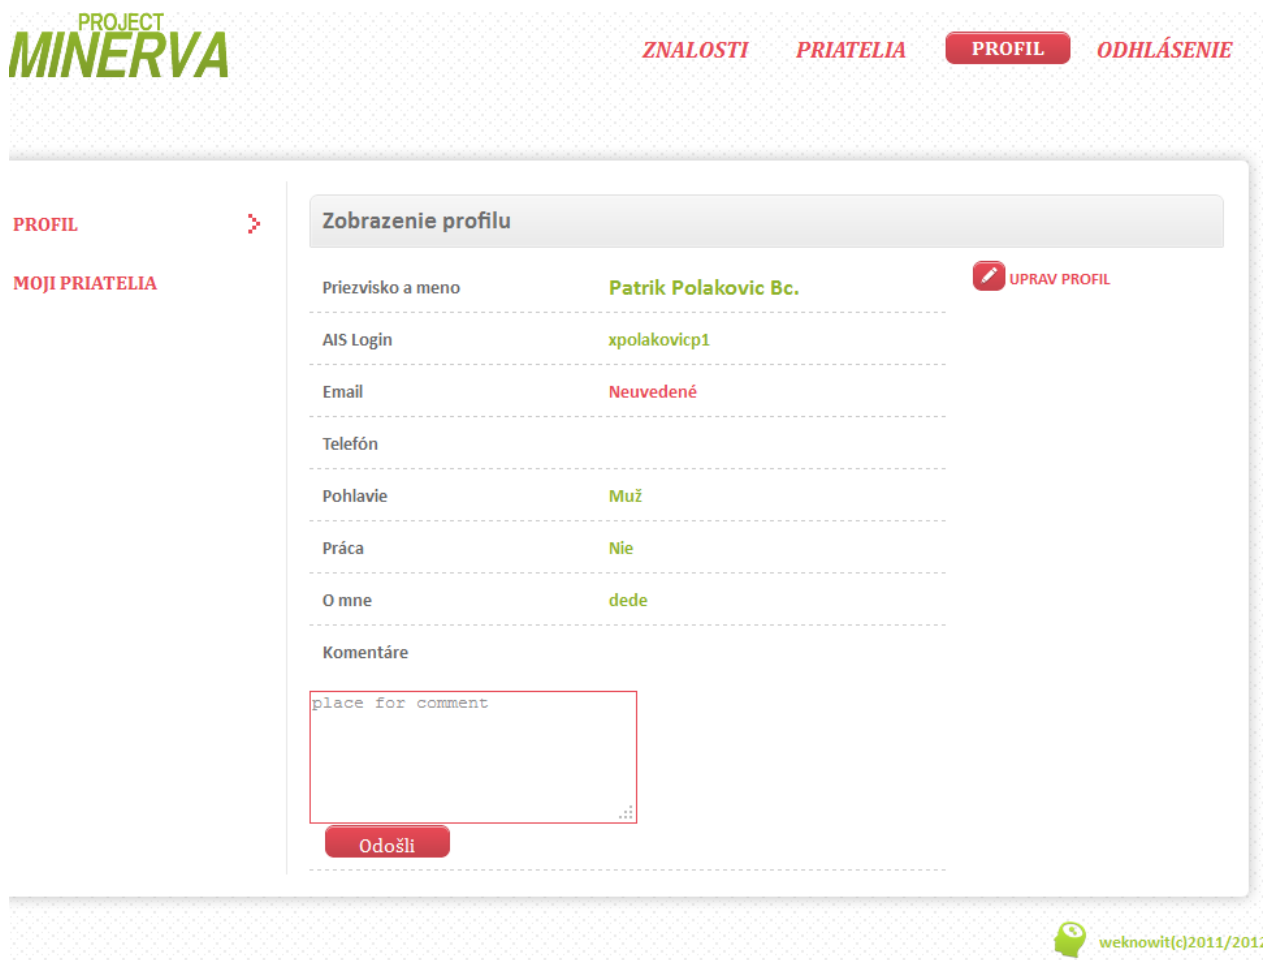 PROJECT
MINERVA
ZNALOSTI PRIATELIA PROFIL ODHLÁSENIE
PROFIL
MOJI PRIATELIA
Zobrazenie profilu
Priezvisko a meno Patrik Polakovic Bc.
UPRAV PROFIL
AIS Login xpolakovicp1
Email Neuvedené
Telefón
Pohlavie Muž
Práca Nie
O mne dede
Komentáre
place for comment
Odošli
weknowit(c)2011/2012